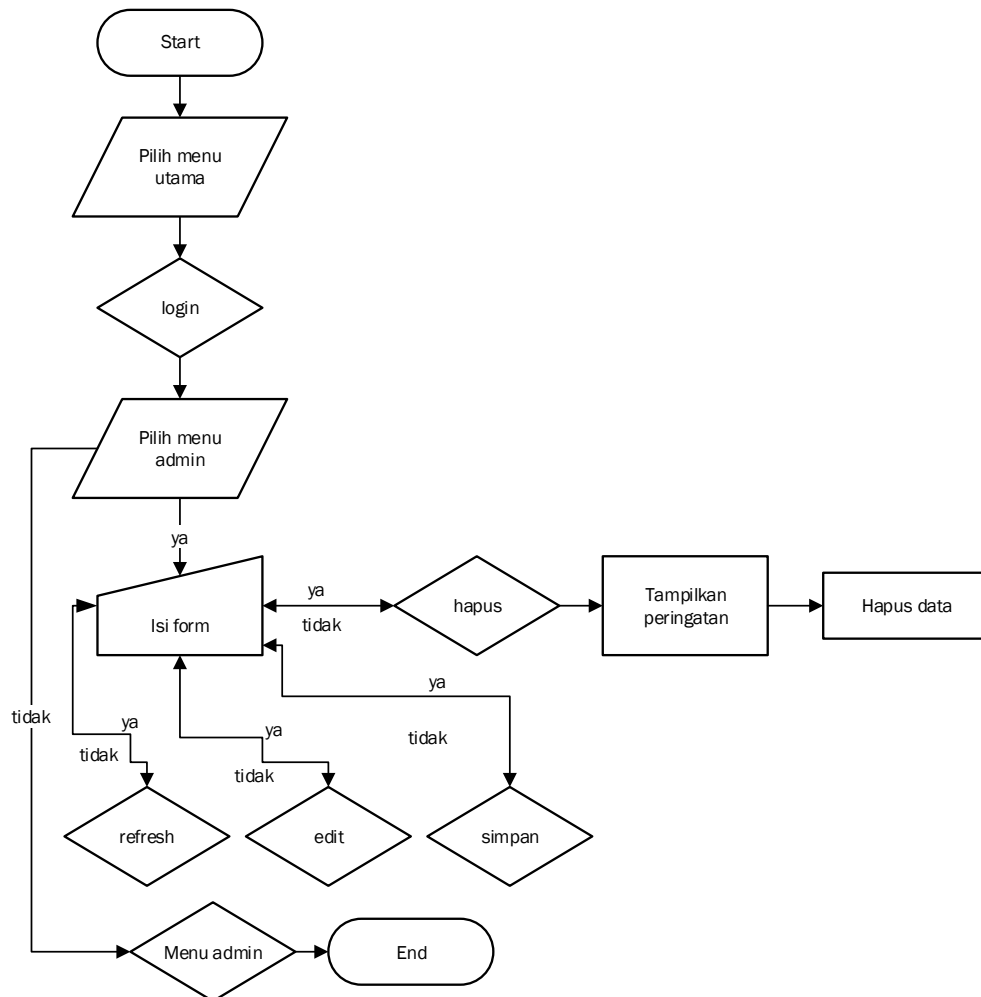 Start
Pilih menu
utama
login
Pilih menu
admin
ya
Isi form
ya
tidak
hapus
Tampilkan
peringatan
Hapus data
ya
tidak
ya
tidak
ya
tidak
tidak
refresh
edit
simpan
Menu admin
End